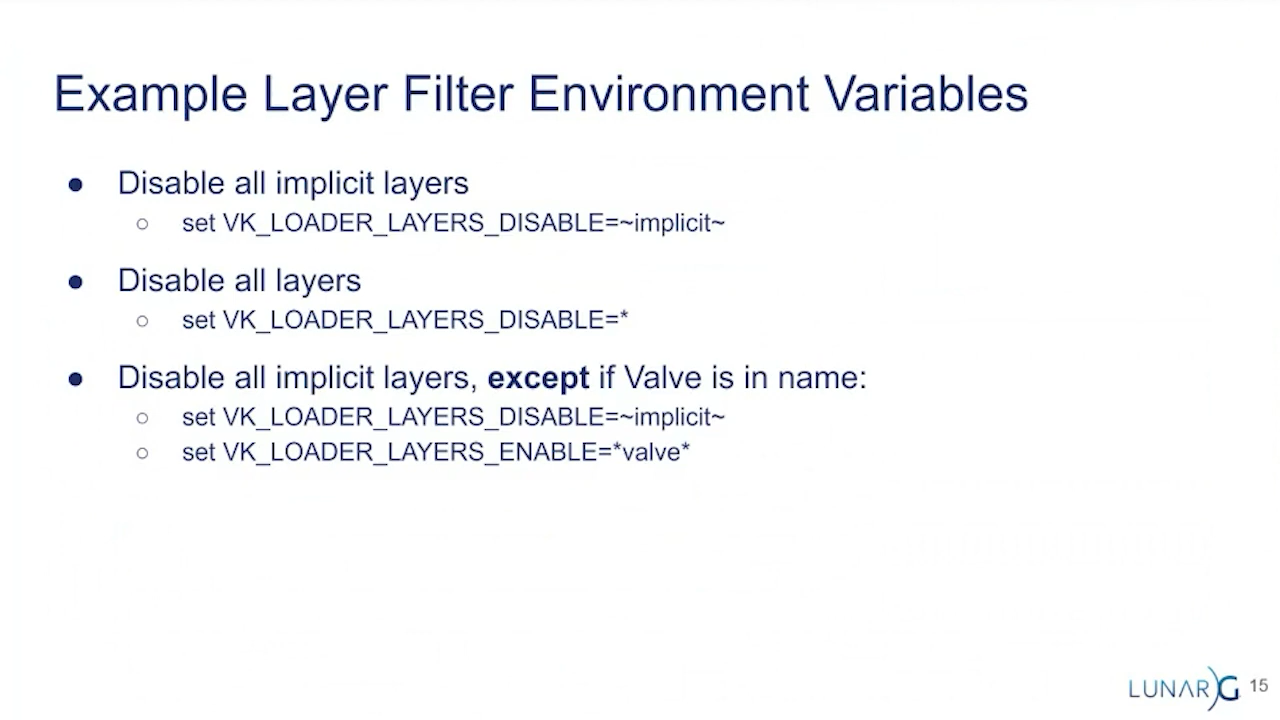 Example Layer Filter Environment Variables
● Disable all implicit layers
○ set VK_LOADER_LAYERS_DISABLE=~implicit~
● Disable all layers
○ set VK_LOADER_LAYERS_DISABLE=*
● Disable all implicit layers, except if Valve is in name:
○ set VK_LOADER_LAYERS_DISABLE=~implicit~
○ set VK_LOADER_LAYERS_ENABLE=*valve*
LUNARG 15